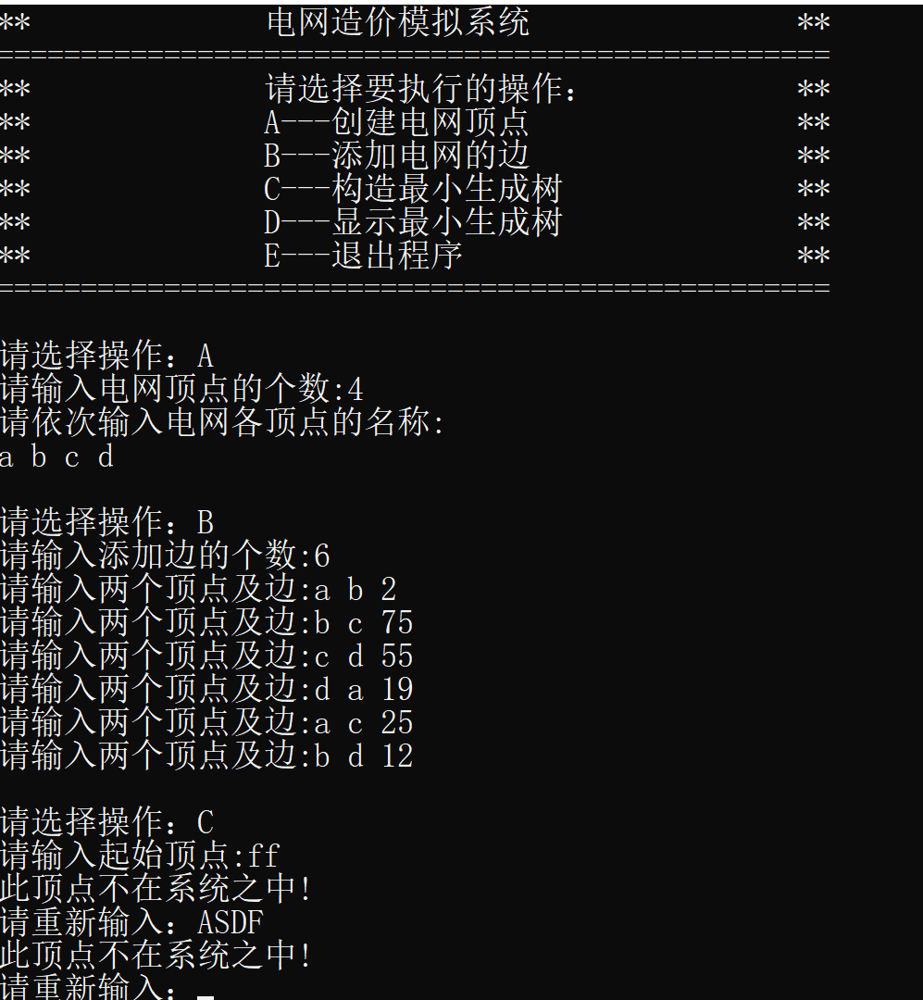 **              电网造价模拟系统                **
==================================================
**              请选择要执行的操作：             **
**              A---创建电网顶点                **
**              B---添加电网的边                **
**              C---构造最小生成树              **
**              D---显示最小生成树              **
**              E---退出程序                    **
==================================================
请选择操作：A
请输入电网顶点的个数:4
请依次输入电网各顶点的名称:
a b c d
请选择操作：B
请输入添加边的个数:6
请输入两个顶点及边:a b 2
请输入两个顶点及边:b c 75
请输入两个顶点及边:c d 55
请输入两个顶点及边:d a 19
请输入两个顶点及边:a c 25
请输入两个顶点及边:b d 12
请选择操作：C
请输入起始顶点:ff
此顶点不在系统之中!
请重新输入：ASDF
此顶点不在系统之中!
请重新输入：